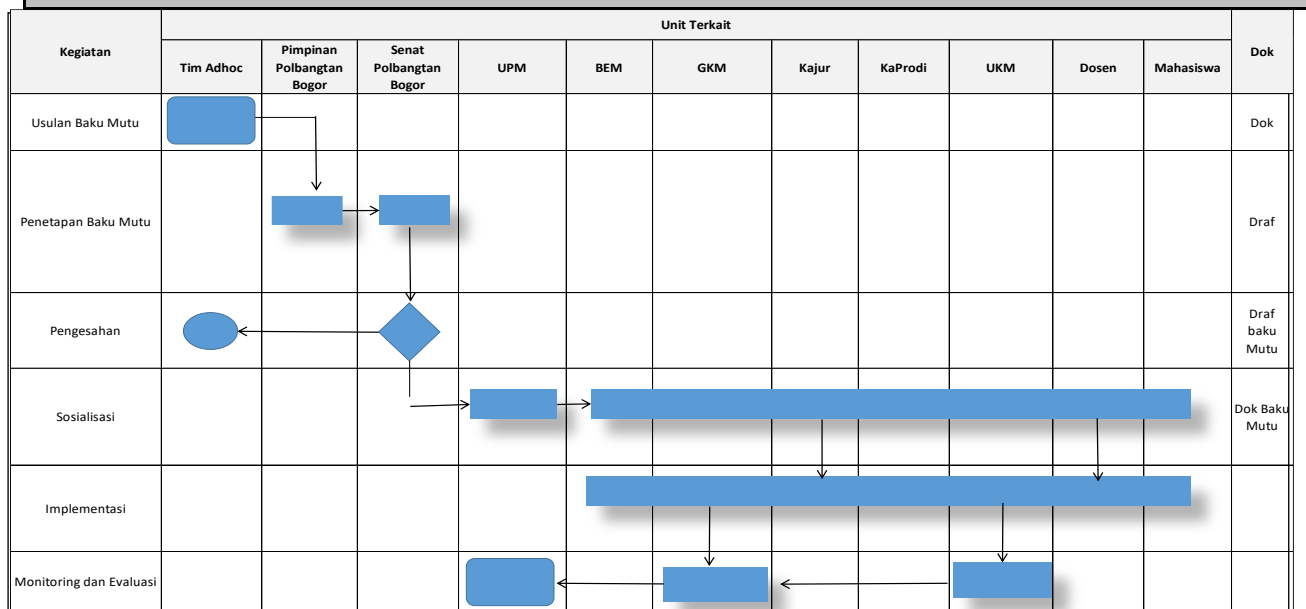 Kegiatan
Unit Terkait
Dok
Tim Adhoc
Pimpinan
Polbangtan
Bogor
Senat
Polbangtan
Bogor
UPM
BEM
GKM
Kajur
KaProdi
UKM
Dosen
Mahasiswa
Usulan Baku Mutu
Dok
Penetapan Baku Mutu
Draf
Pengesahan
Draf
baku
Mutu
Sosialisasi
Dok Baku
Mutu
Implementasi
Monitoring dan Evaluasi